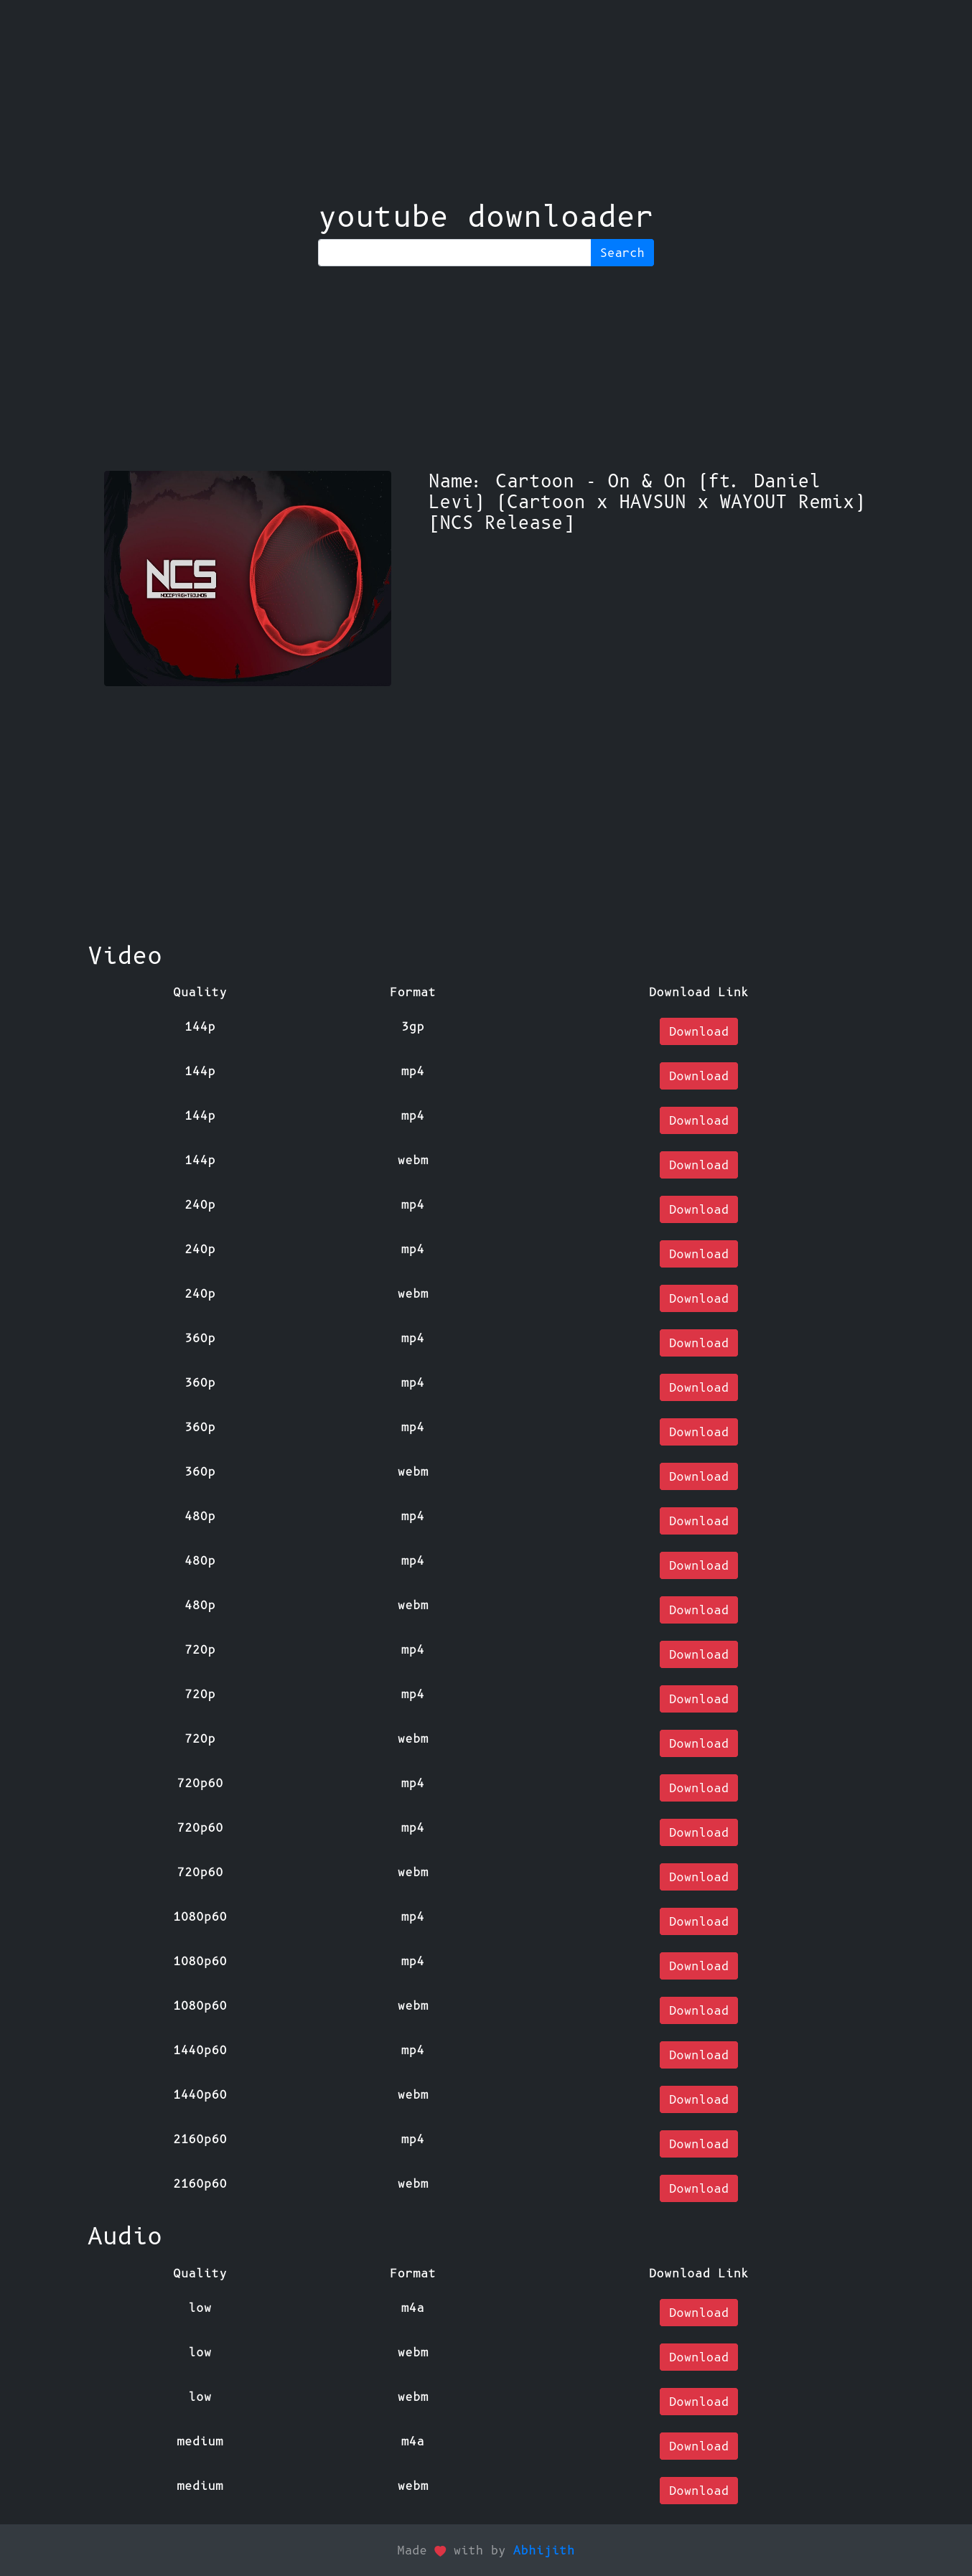 youtube downloader
Search
Name: Cartoon - On & On (ft. Daniel
Levi) (Cartoon x HAVSUN x WAYOUT Remix)
[NCS Release]
NCS
NOCOPYRIGHTSOUNDS
Video
Quality Format Download Link
144p 3gp Download
144p mp4 Download
144p mp4 Download
144p webm Download
240p mp4 Download
240p mp4 Download
240p webm Download
360p mp4 Download
360p mp4 Download
360p mp4 Download
360p webm Download
480p mp4 Download
480p mp4 Download
480p webm Download
720p mp4 Download
720p mp4 Download
720p webm Download
720p60 mp4 Download
720p60 mp4 Download
720p60 webm Download
1080p60 mp4 Download
1080p60 mp4 Download
1080p60 webm Download
1440p60 mp4 Download
1440p60 webm Download
2160p60 mp4 Download
2160p60 webm Download
Audio
Quality Format Download Link
low m4a Download
low webm Download
low webm Download
medium m4a Download
medium webm Download
Made with by Abhijith